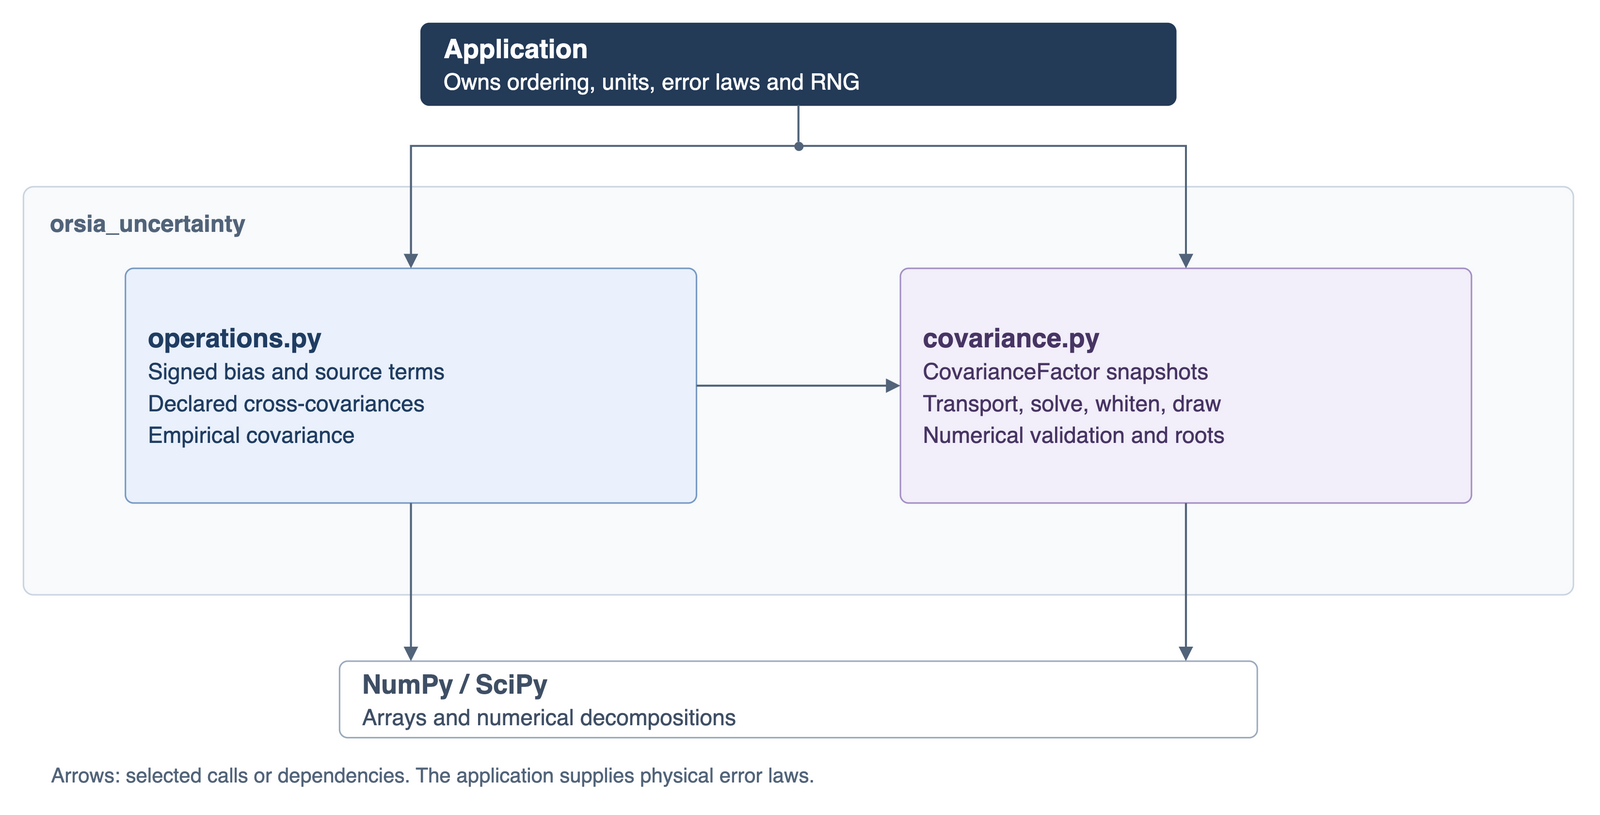 Application
Owns ordering, units, error laws and RNG
orsia_uncertainty
operations.py
Signed bias and source terms
Declared cross-covariances
Empirical covariance
covariance.py
CovarianceFactor snapshots
Transport, solve, whiten, draw
Numerical validation and roots
NumPy / SciPy
Arrays and numerical decompositions
Arrows: selected calls or dependencies. The application supplies physical error laws.